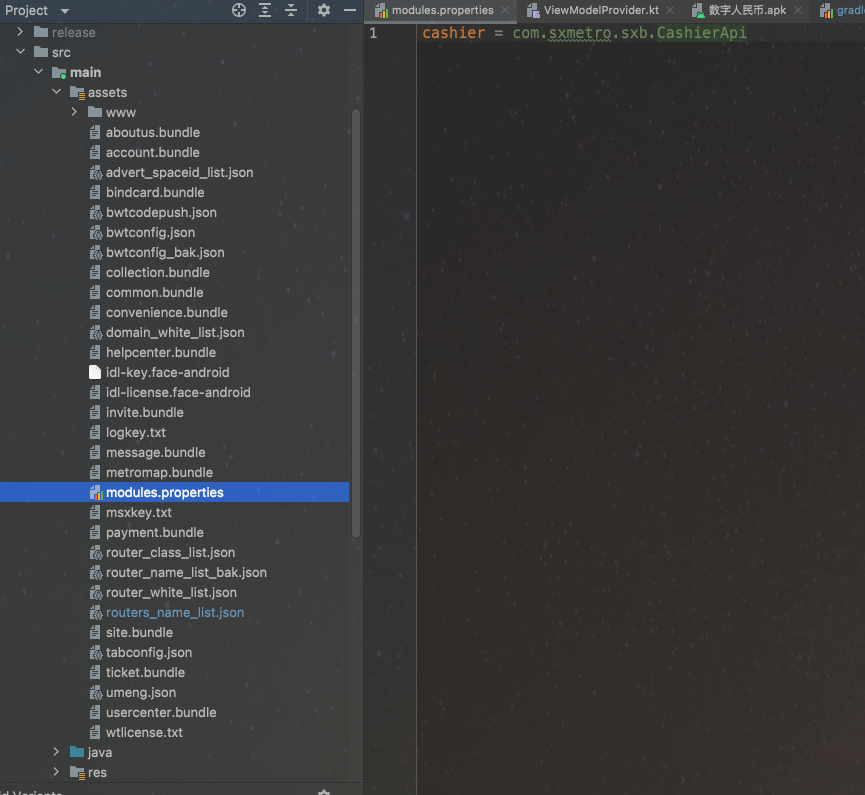 Project
modules.properties
ViewModelProvider.kt
数字人民币.apk
gradle
1
cashier = com.sxmetro.sxb.CashierApi
release
src
main
assets
www
aboutus.bundle
account.bundle
advert_spaceid_list.json
bindcard.bundle
bwtcodepush.json
bwtconfig.json
bwtconfig_bak.json
collection.bundle
common.bundle
convenience.bundle
domain_white_list.json
helpcenter.bundle
idl-key.face-android
idl-license.face-android
invite.bundle
logkey.txt
message.bundle
metromap.bundle
modules.properties
msxkey.txt
payment.bundle
router_class_list.json
router_name_list_bak.json
router_white_list.json
routers_name_list.json
site.bundle
tabconfig.json
ticket.bundle
umeng.json
usercenter.bundle
wtlicense.txt
java
res
d Variants